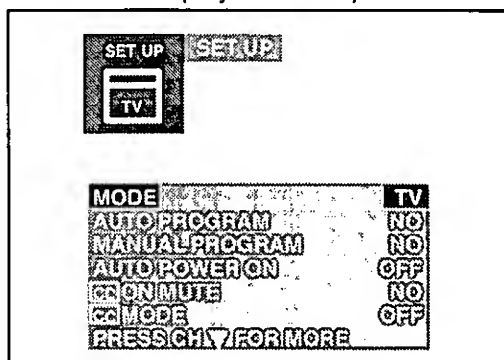 SET UP SET UP
TV
MODE TV
AUTO PROGRAM NO
MANUAL PROGRAM NO
AUTO POWER ON OFF
CC ON MUTE NO
CC MODE OFF
PRESS CH ▼ FOR MORE